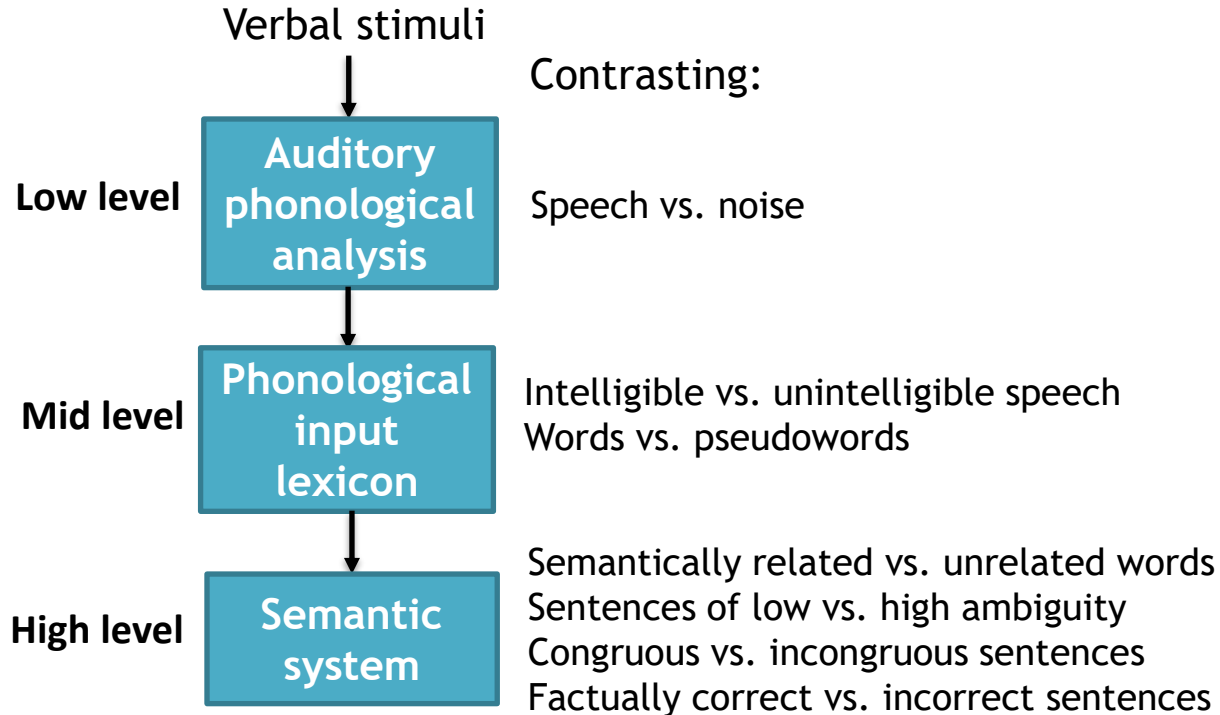 Verbal stimuli
Contrasting:
Low level
Auditory
phonological
analysis
Speech vs. noise
Mid level
Phonological
input
lexicon
Intelligible vs. unintelligible speech
Words vs. pseudowords
High level
Semantic
system
Semantically related vs. unrelated words
Sentences of low vs. high ambiguity
Congruous vs. incongruous sentences
Factually correct vs. incorrect sentences